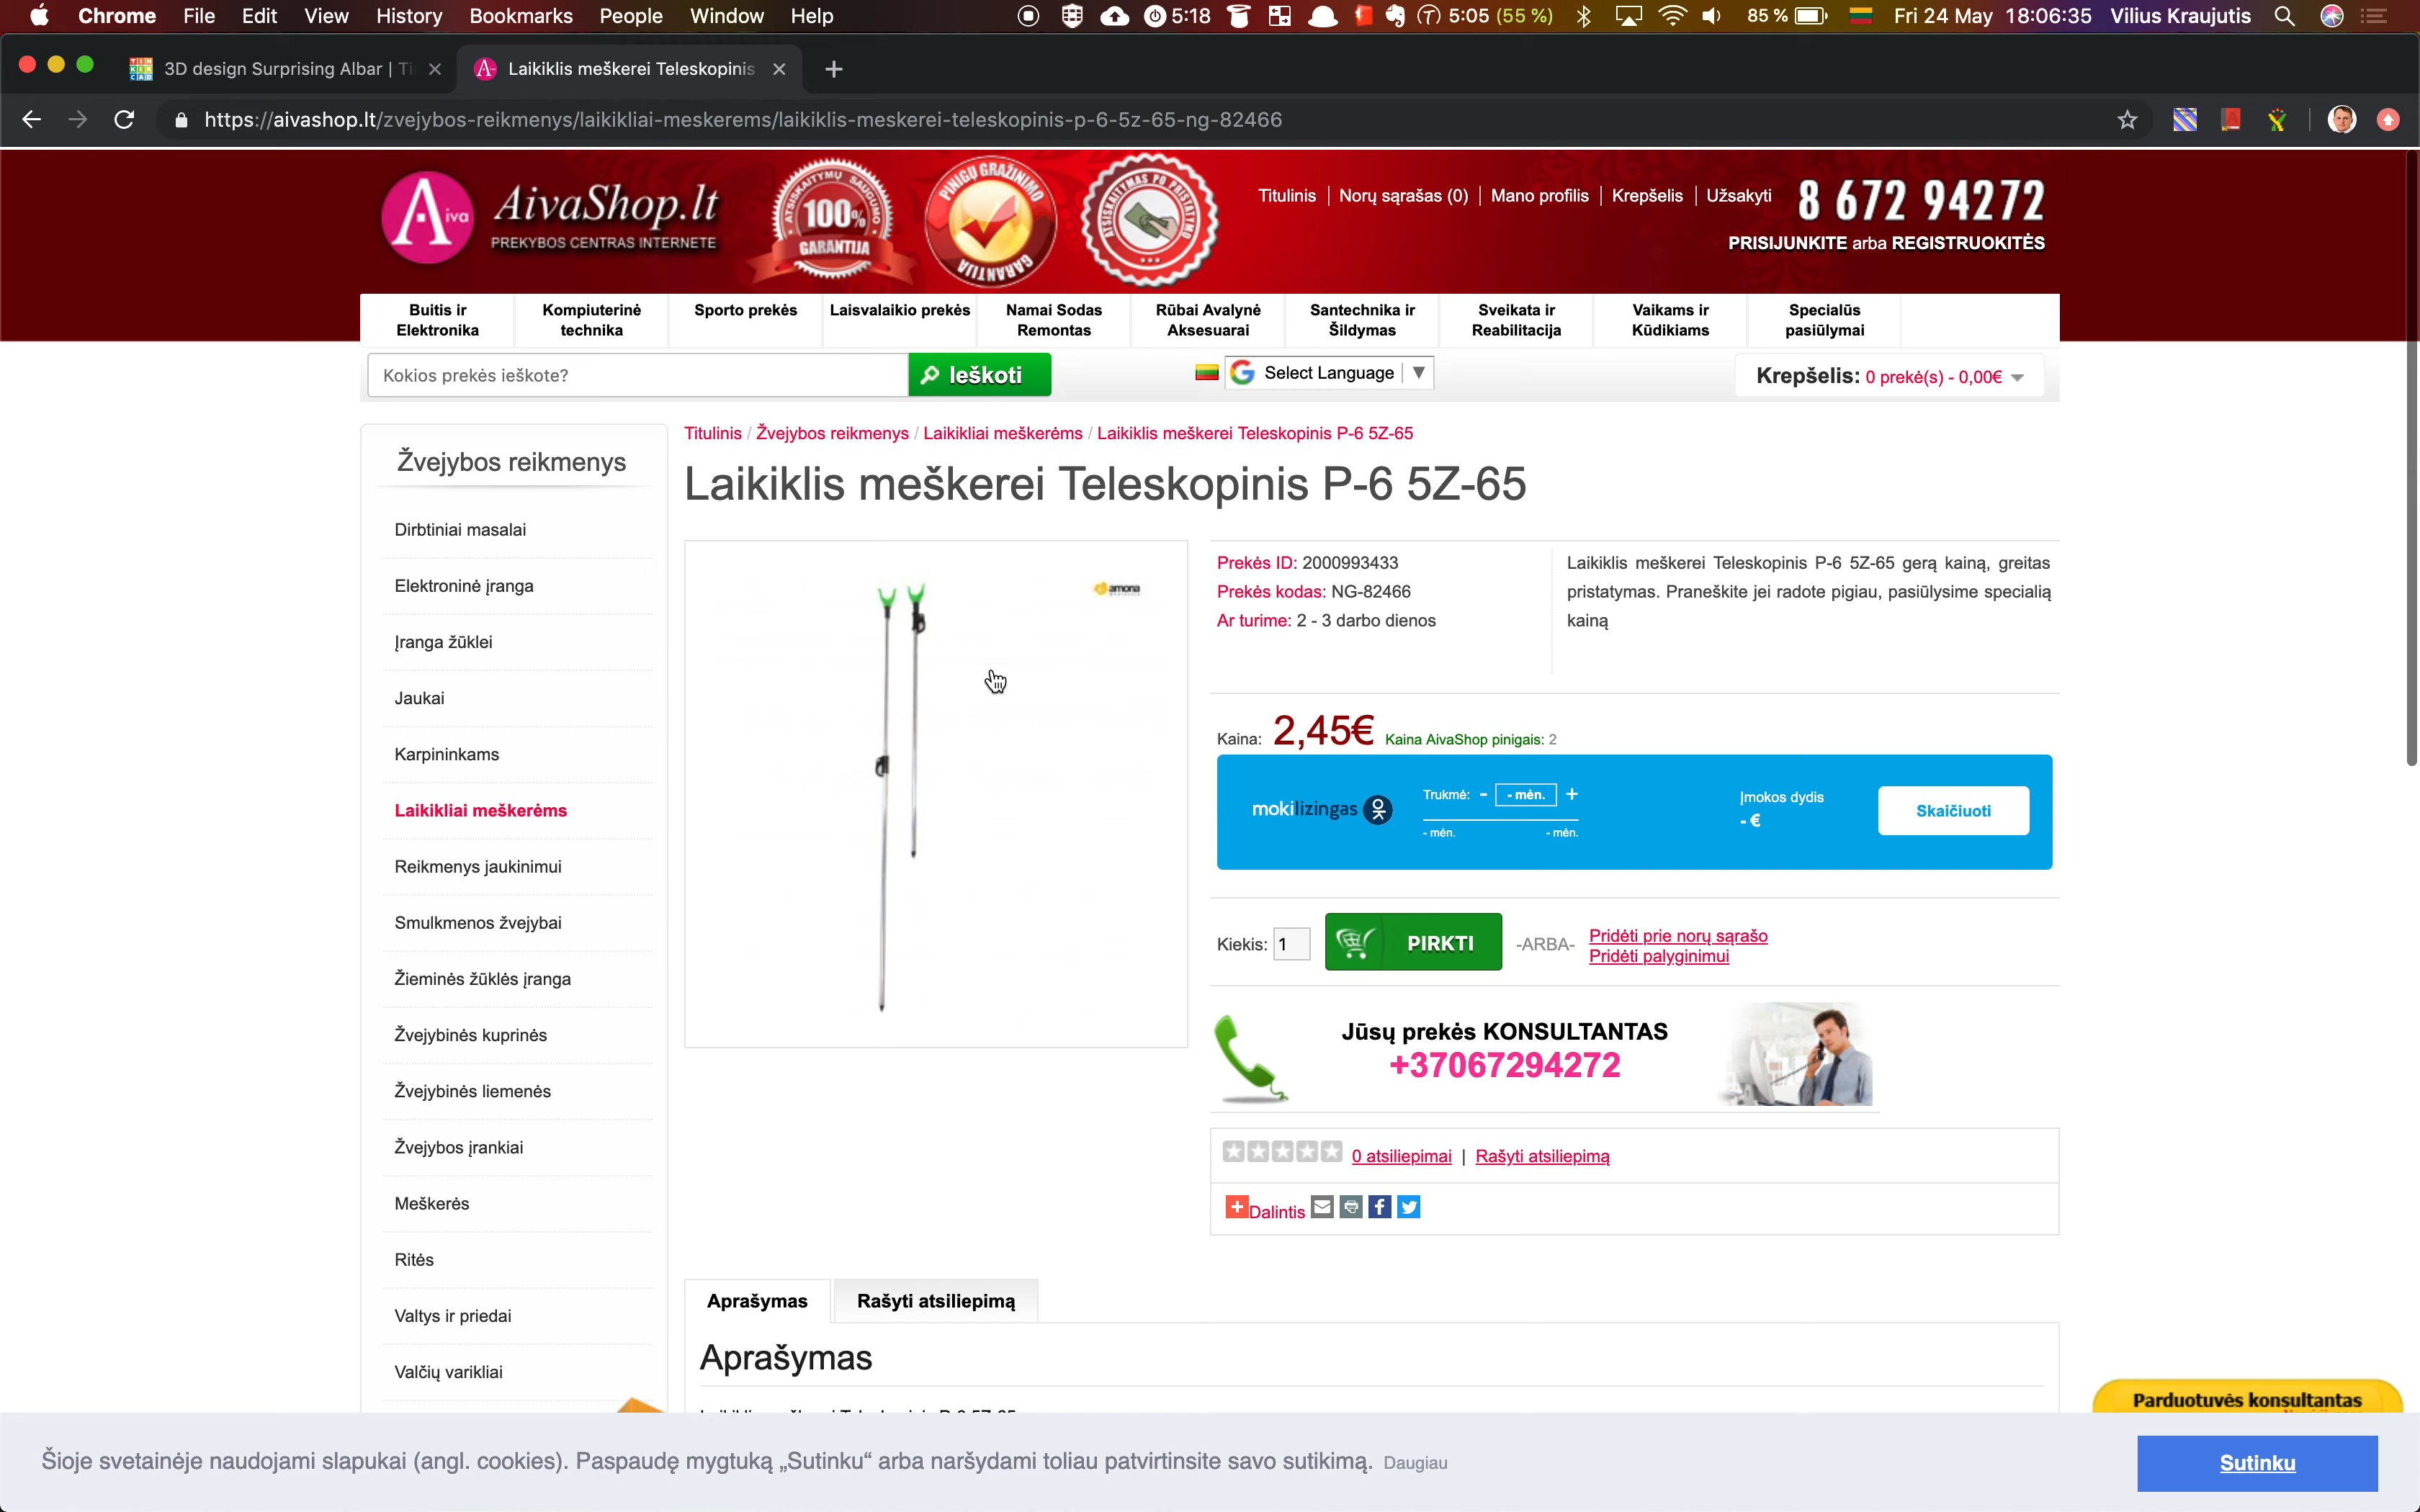 Chrome File Edit View History Bookmarks People Window Help 5:18 5:05 (55 %) 85 % Fri 24 May 18:06:35 Vilius Kraujutis
3D design Surprising Albar | Ti
Laikiklis meškerei Teleskopinis
https://aivashop.lt/zvejybos-reikmenys/laikikliai-meskerems/laikiklis-meskerei-teleskopinis-p-6-5z-65-ng-82466
Aiva
AivaShop.lt
PREKYBOS CENTRAS INTERNETE
ATSISKAITYMŲ SAUGUMO
100%
GARANTIJA
PINIGŲ GRĄŽINIMO
GARANTIJA
ATSISKAITYMAS PO PRISTATYMO
Titulinis Norų sąrašas (0) Mano profilis Krepšelis Užsakyti
8 672 94272
PRISIJUNKITE arba REGISTRUOKITĖS
Buitis ir Elektronika
Kompiuterinė technika
Sporto prekės
Laisvalaikio prekės
Namai Sodas Remontas
Rūbai Avalynė Aksesuarai
Santechnika ir Šildymas
Sveikata ir Reabilitacija
Vaikams ir Kūdikiams
Specialūs pasiūlymai
Kokios prekės ieškote?
Ieškoti
Select Language ▼
Krepšelis: 0 prekė(s) - 0,00€
Žvejybos reikmenys
Dirbtiniai masalai
Elektroninė įranga
Įranga žūklei
Jaukai
Karpininkams
Laikikliai meškerėms
Reikmenys jaukinimui
Smulkmenos žvejybai
Žieminės žūklės įranga
Žvejybinės kuprinės
Žvejybinės liemenės
Žvejybos įrankiai
Meškerės
Ritės
Valtys ir priedai
Valčių varikliai
Titulinis / Žvejybos reikmenys / Laikikliai meškerėms / Laikiklis meškerei Teleskopinis P-6 5Z-65
Laikiklis meškerei Teleskopinis P-6 5Z-65
amona
Prekės ID: 2000993433
Prekės kodas: NG-82466
Ar turime: 2 - 3 darbo dienos
Laikiklis meškerei Teleskopinis P-6 5Z-65 gerą kainą, greitas
pristatymas. Praneškite jei radote pigiau, pasiūlysime specialią
kainą
Kaina: 2,45€ Kaina AivaShop pinigais: 2
mokilizingas
Trukmė: - - mėn. +
- mėn. - mėn.
Įmokos dydis
- €
Skaičiuoti
Kiekis: 1
PIRKTI
-ARBA-
Pridėti prie norų sąrašo
Pridėti palyginimui
Jūsų prekės KONSULTANTAS
+37067294272
0 atsiliepimai | Rašyti atsiliepimą
Dalintis
Aprašymas
Rašyti atsiliepimą
Aprašymas
Parduotuvės konsultantas
Šioje svetainėje naudojami slapukai (angl. cookies). Paspaudę mygtuką „Sutinku“ arba naršydami toliau patvirtinsite savo sutikimą. Daugiau
Sutinku